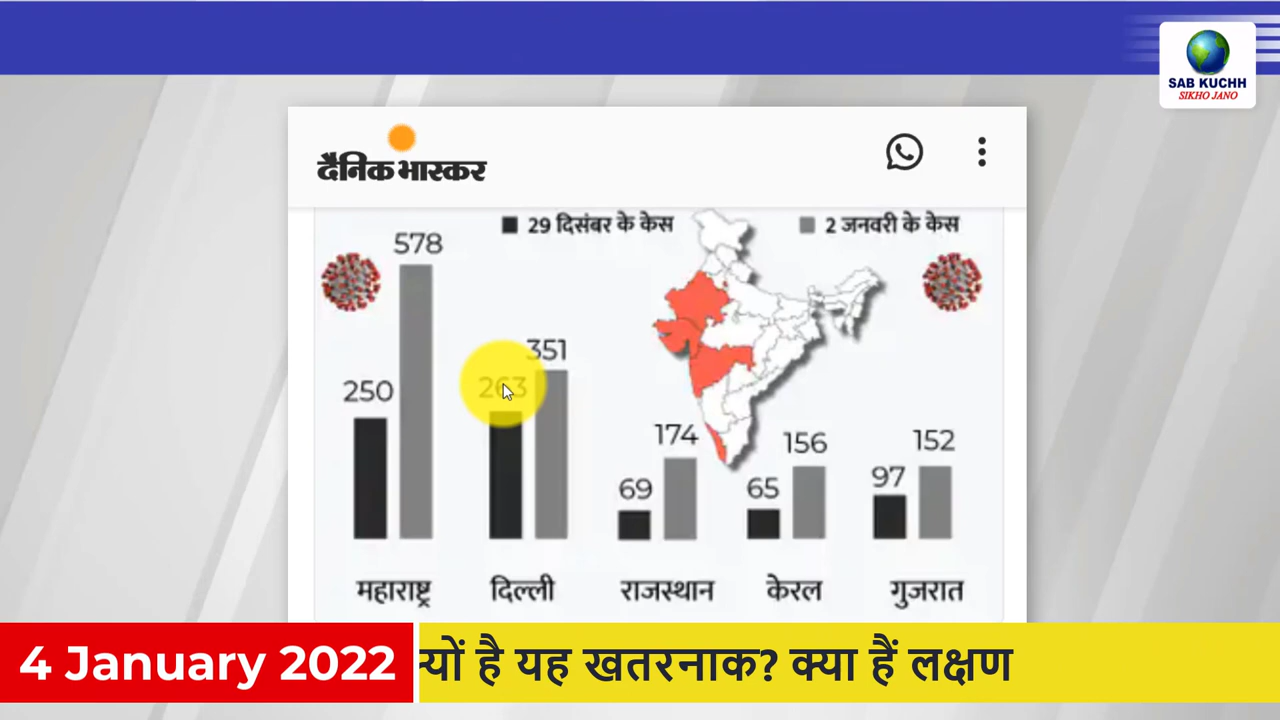 SAB KUCHH
SIKHO JANO
दैनिक भास्कर
29 दिसंबर के केस
2 जनवरी के केस
578
250
351
263
174
69
156
65
152
97
महाराष्ट्र
दिल्ली
राजस्थान
केरल
गुजरात
4 January 2022
यों है यह खतरनाक? क्या हैं लक्षण